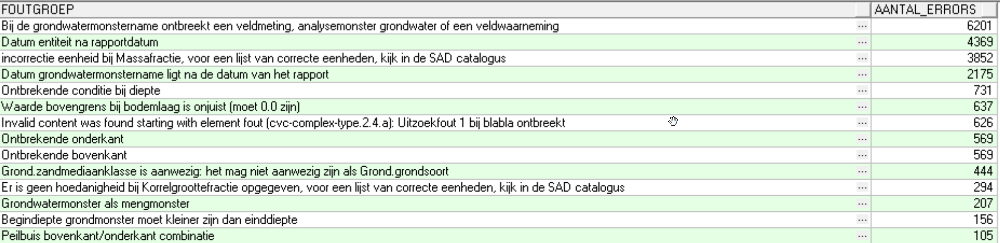 FOUTGROEP AANTAL_ERRORS
Bij de grondwatermonstername ontbreekt een veldmeting, analysemonster grondwater of een veldwaarneming ... 6201
Datum entiteit na rapportdatum ... 4369
incorrectie eenheid bij Massafractie, voor een lijst van correcte eenheden, kijk in de SAD catalogus ... 3852
Datum grondwatermonstername ligt na de datum van het rapport ... 2175
Ontbrekende conditie bij diepte ... 731
Waarde bovengrens bij bodemlaag is onjuist (moet 0.0 zijn) ... 637
Invalid content was found starting with element fout (cvc-complex-type.2.4.a): Uitzoekfout 1 bij blabla ontbreekt ... 626
Ontbrekende onderkant ... 569
Ontbrekende bovenkant ... 569
Grond.zandmediaanklasse is aanwezig: het mag niet aanwezig zijn als Grond.grondsoort ... 444
Er is geen hoedanigheid bij Korrelgroottefractie opgegeven, voor een lijst van correcte eenheden, kijk in de SAD catalogus ... 294
Grondwatermonster als mengmonster ... 207
Begindiepte grondmonster moet kleiner zijn dan einddiepte ... 156
Peilbuis bovenkant/onderkant combinatie ... 105